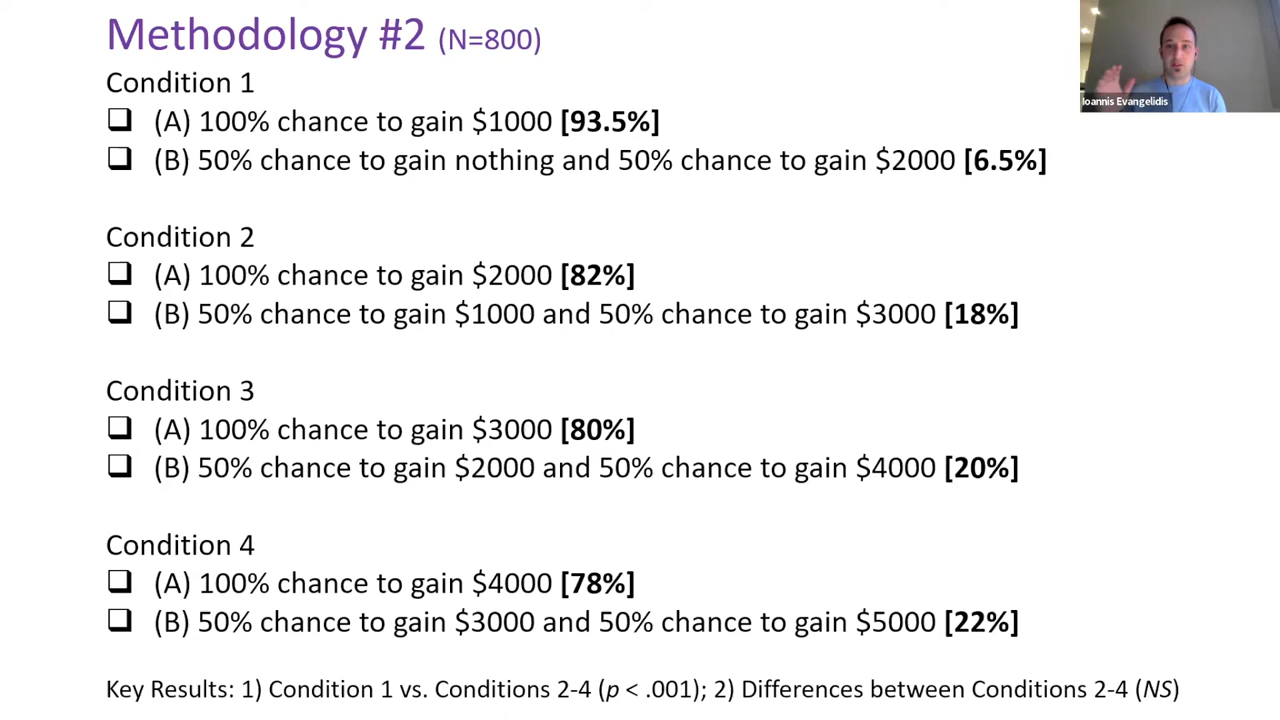 Methodology #2 (N=800)
Ioannis Evangelidis
Condition 1
❑ (A) 100% chance to gain $1000 [93.5%]
❑ (B) 50% chance to gain nothing and 50% chance to gain $2000 [6.5%]
Condition 2
❑ (A) 100% chance to gain $2000 [82%]
❑ (B) 50% chance to gain $1000 and 50% chance to gain $3000 [18%]
Condition 3
❑ (A) 100% chance to gain $3000 [80%]
❑ (B) 50% chance to gain $2000 and 50% chance to gain $4000 [20%]
Condition 4
❑ (A) 100% chance to gain $4000 [78%]
❑ (B) 50% chance to gain $3000 and 50% chance to gain $5000 [22%]
Key Results: 1) Condition 1 vs. Conditions 2-4 (p < .001); 2) Differences between Conditions 2-4 (NS)